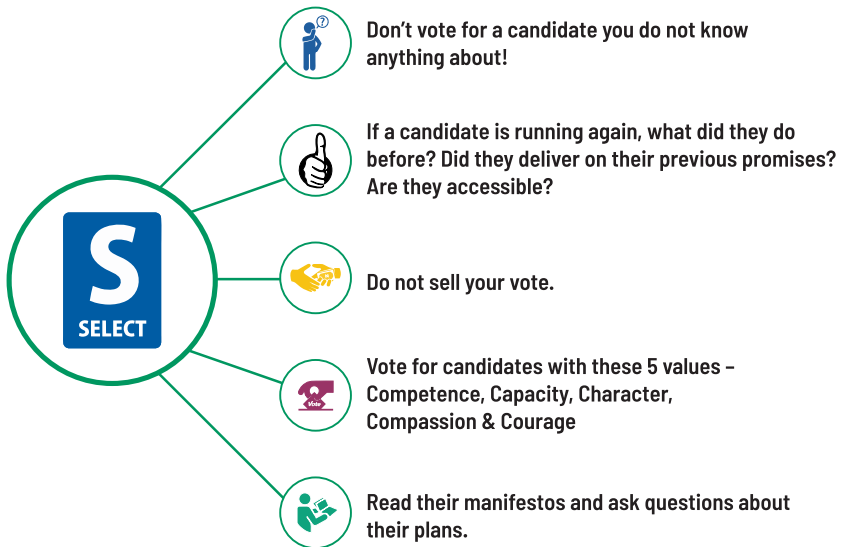 ?
Don't vote for a candidate you do not know
anything about!
If a candidate is running again, what did they do
before? Did they deliver on their previous promises?
Are they accessible?
S
SELECT
Do not sell your vote.
Vote for candidates with these 5 values –
Competence, Capacity, Character,
Compassion & Courage
Vote
Read their manifestos and ask questions about
their plans.